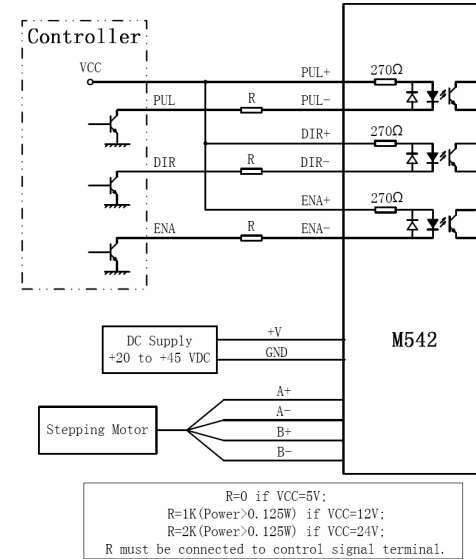 Controller
VCC
PUL+
270Ω
PUL
R
PUL-
DIR+
270Ω
DIR
R
DIR-
ENA+
270Ω
ENA
R
ENA-
M542
DC Supply
+20 to +45 VDC
+V
GND
Stepping Motor
A+
A-
B+
B-
R=0 if VCC=5V;
R=1K(Power>0.125W) if VCC=12V;
R=2K(Power>0.125W) if VCC=24V;
R must be connected to control signal terminal.